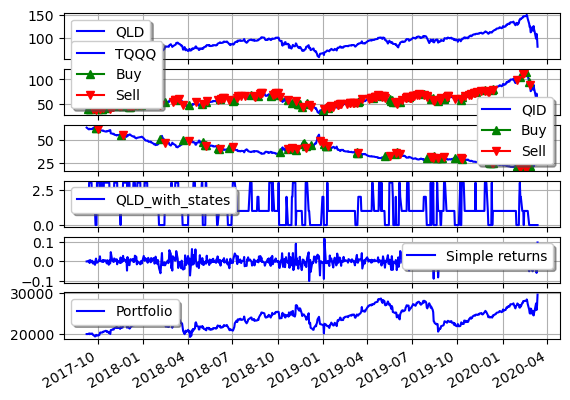 150
100
QLD
TQQQ
Buy
Sell
100
50
QID
Buy
Sell
50
25
2.5
0.0
QLD_with_states
0.1
0.0
−0.1
Simple returns
30000
20000
Portfolio
2017-10
2018-01
2018-04
2018-07
2018-10
2019-01
2019-04
2019-07
2019-10
2020-01
2020-04